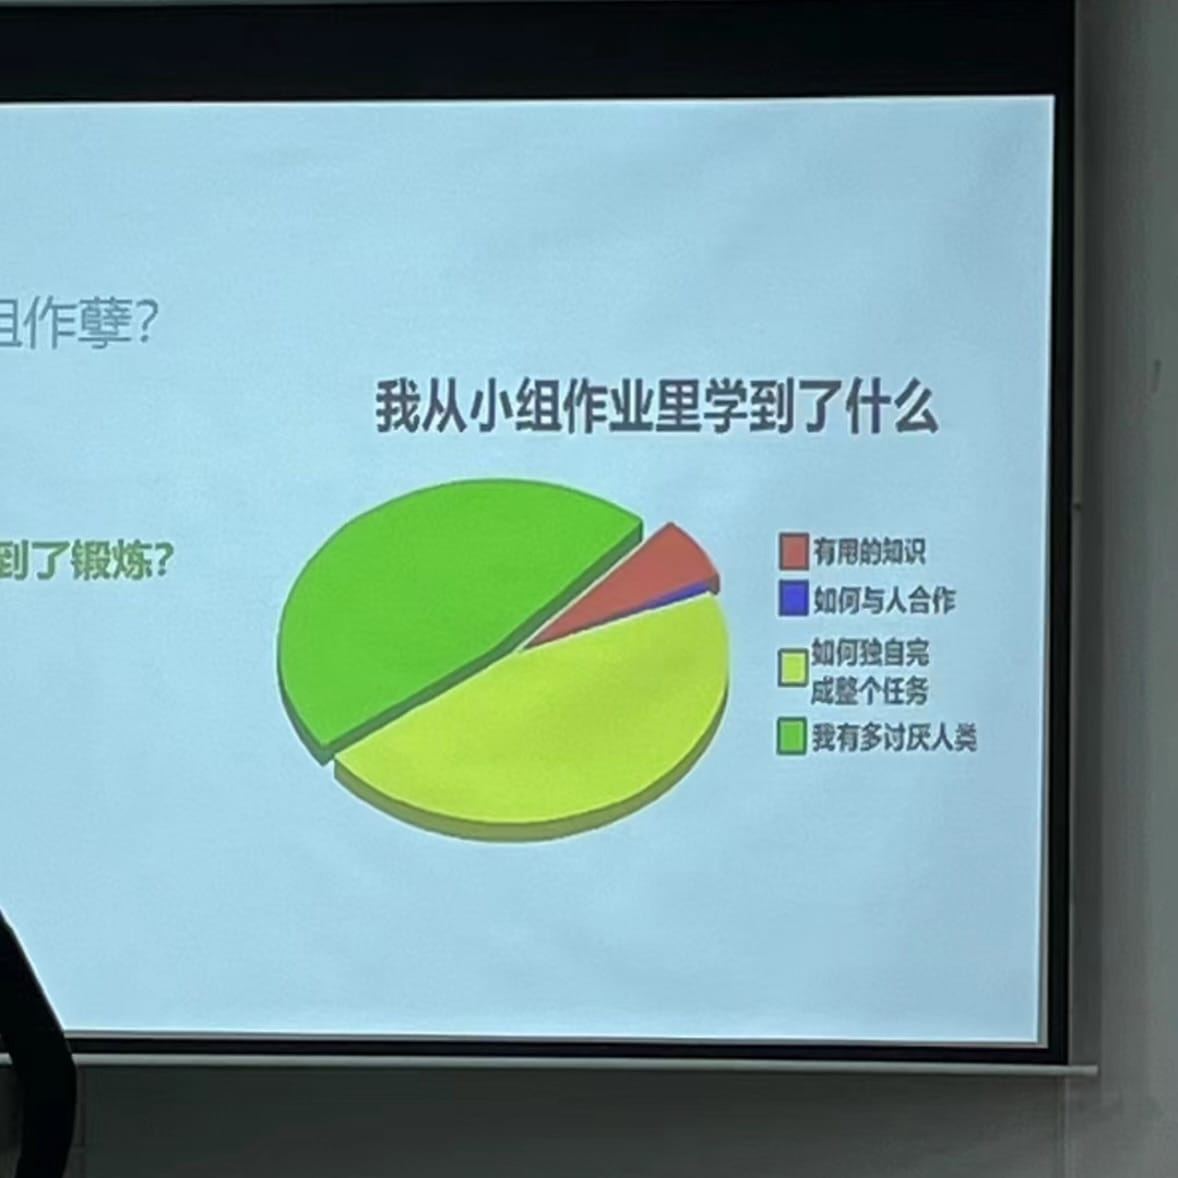 组作孽?
我从小组作业里学到了什么
到了锻炼?
有用的知识
如何与人合作
如何独自完
成整个任务
我有多讨厌人类